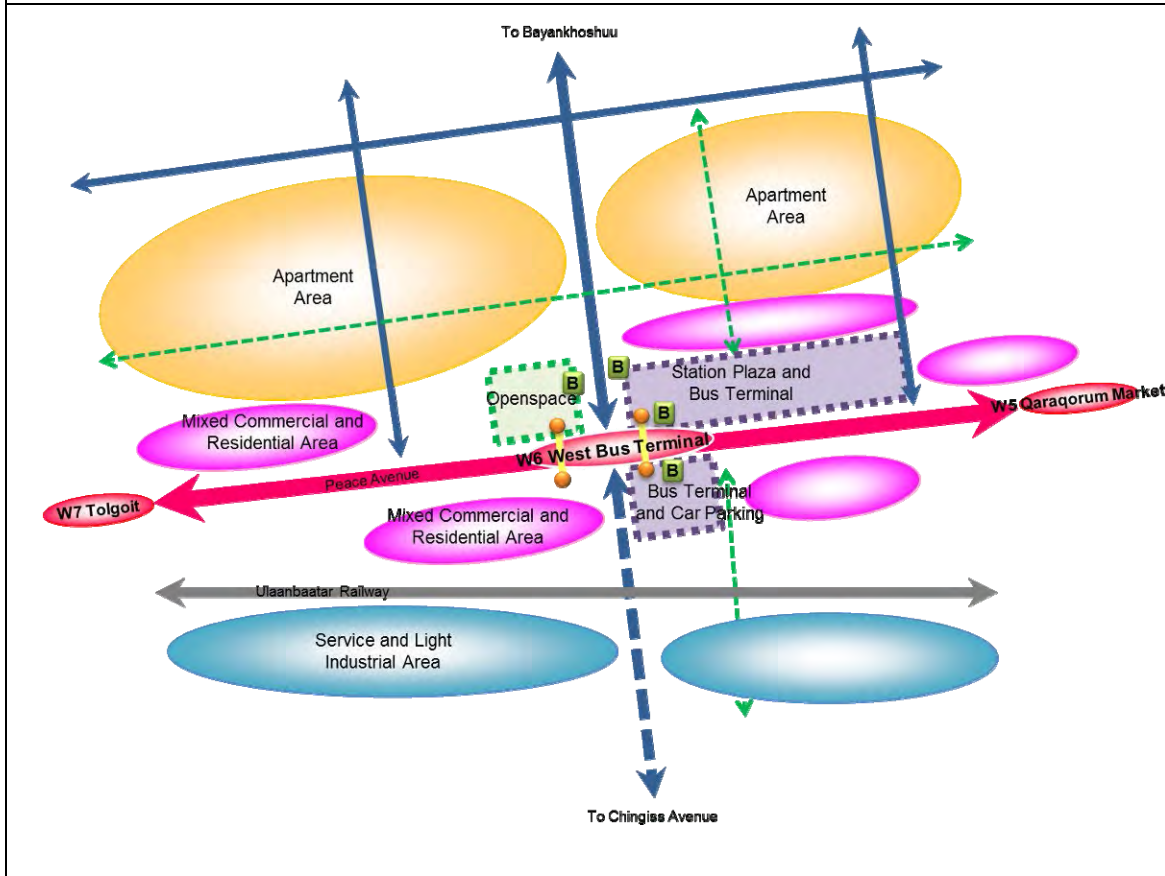 To Bayankhoshuu
Apartment
Area
Apartment
Area
Station Plaza and
Bus Terminal
B
B
Openspace
B
W5 Qaraqorum Market
Mixed Commercial and
Residential Area
W6 West Bus Terminal
B
Peace Avenue
Bus Terminal
and Car Parking
W7 Tolgoit
Mixed Commercial and
Residential Area
Ulaanbaatar Railway
Service and Light
Industrial Area
To Chingiss Avenue